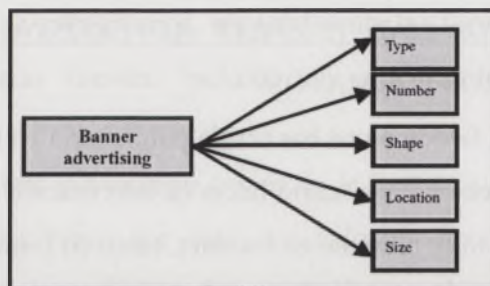 Banner
advertising
Type
Number
Shape
Location
Size